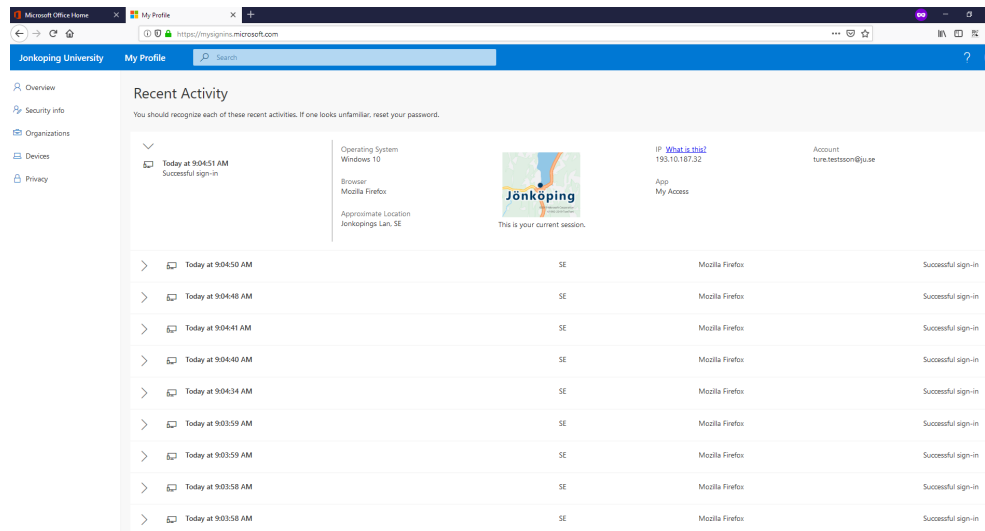 Microsoft Office Home
My Profile
https://mysignins.microsoft.com
Jonkoping University My Profile Search ?
Overview
Security info
Organizations
Devices
Privacy
Recent Activity
You should recognize each of these recent activities. If one looks unfamiliar, reset your password.
Today at 9:04:51 AM
Successful sign-in
Operating System
Windows 10
Browser
Mozilla Firefox
Approximate Location
Jonkopings Lan, SE
Jönköping
This is your current session.
IP What is this?
193.10.187.32
App
My Access
Account
ture.testsson@ju.se
Today at 9:04:50 AM SE Mozilla Firefox Successful sign-in
Today at 9:04:48 AM SE Mozilla Firefox Successful sign-in
Today at 9:04:41 AM SE Mozilla Firefox Successful sign-in
Today at 9:04:40 AM SE Mozilla Firefox Successful sign-in
Today at 9:04:34 AM SE Mozilla Firefox Successful sign-in
Today at 9:03:59 AM SE Mozilla Firefox Successful sign-in
Today at 9:03:59 AM SE Mozilla Firefox Successful sign-in
Today at 9:03:58 AM SE Mozilla Firefox Successful sign-in
Today at 9:03:58 AM SE Mozilla Firefox Successful sign-in